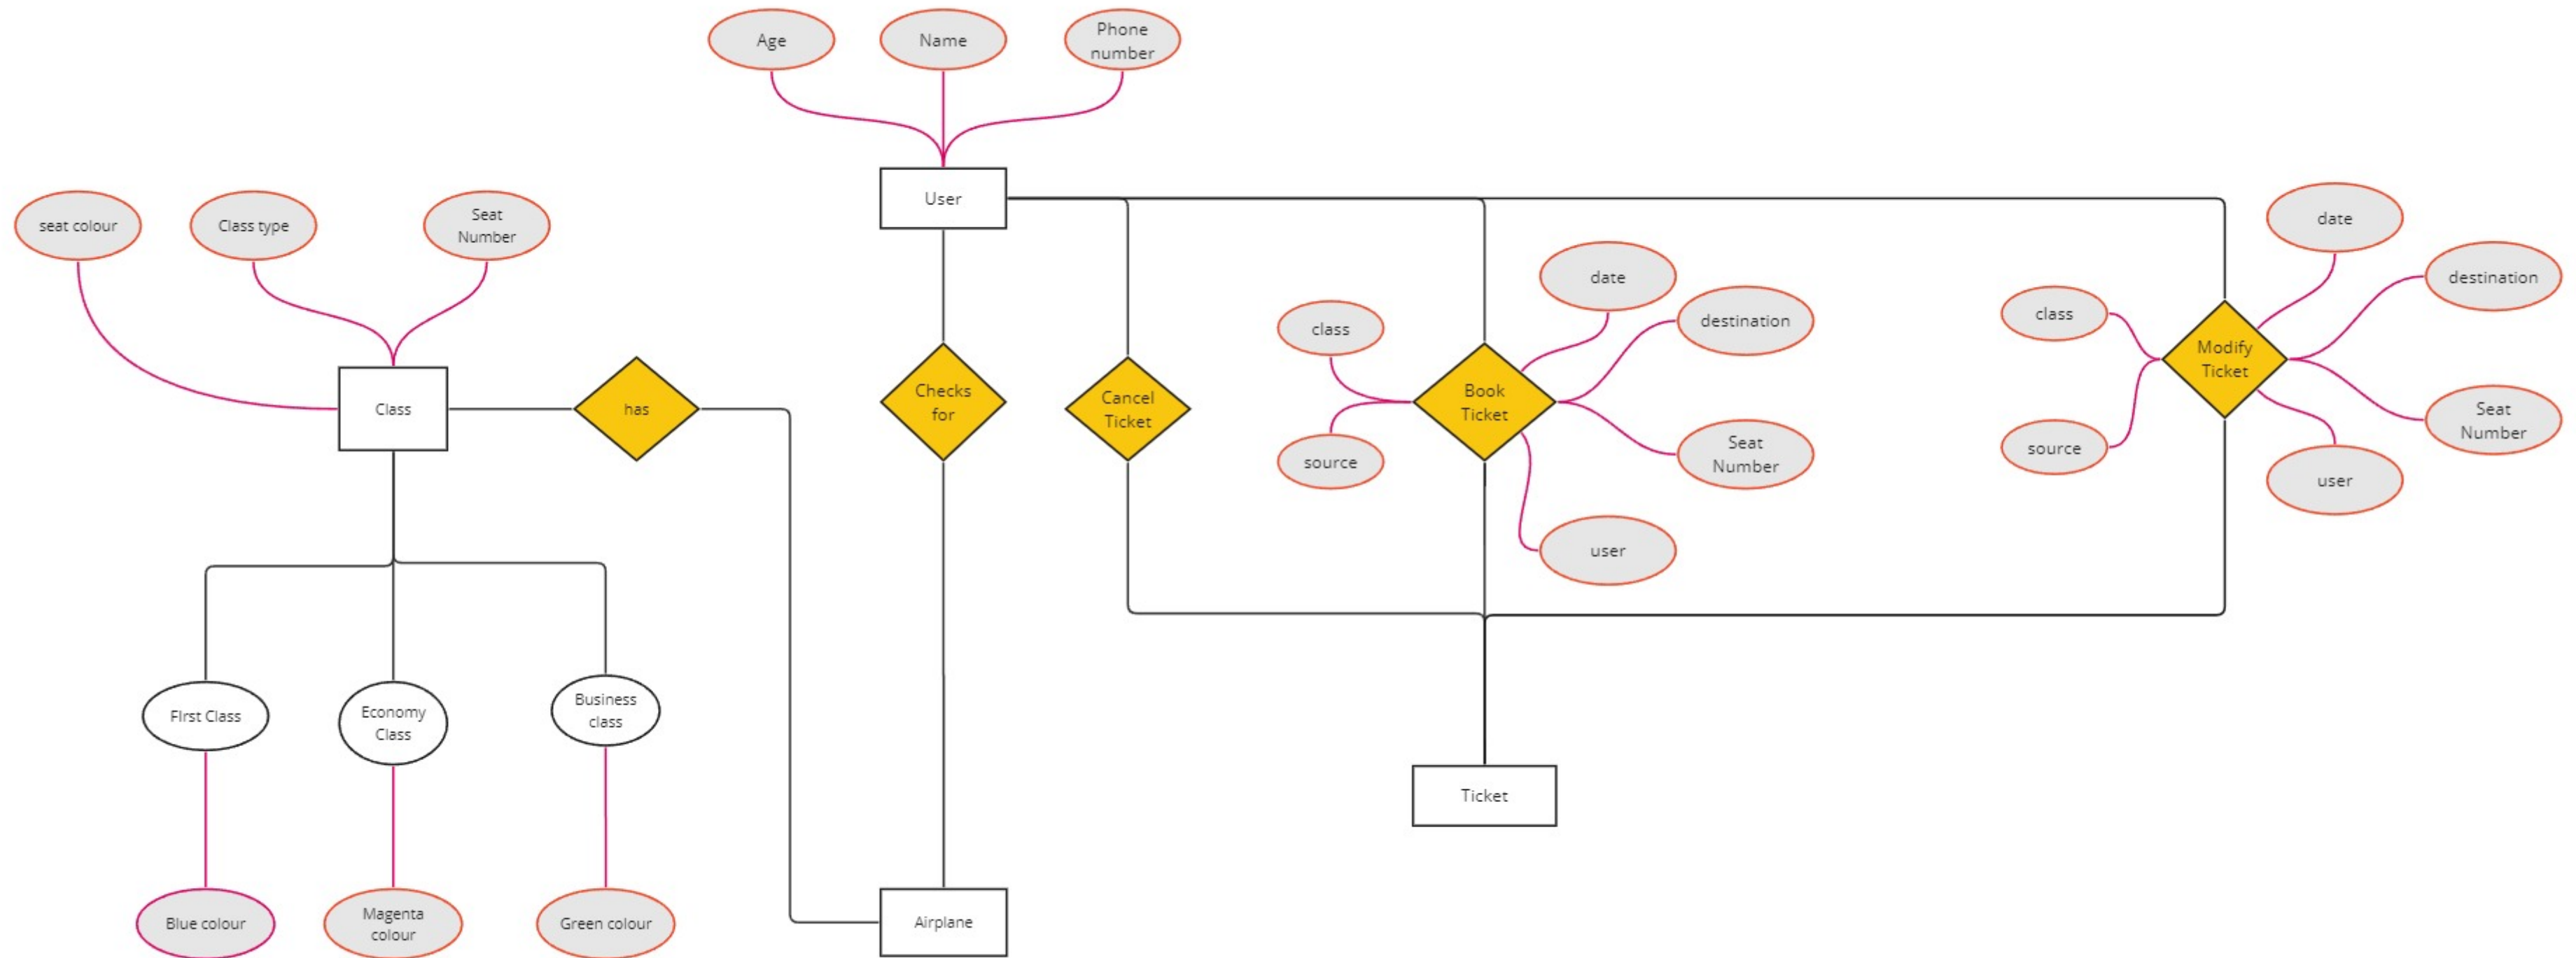 Age
Name
Phone
number
User
seat colour
Class type
Seat
Number
date
destination
class
date
destination
class
Modify
Ticket
Class
has
Checks
for
Cancel
Ticket
Book
Ticket
Seat
Number
source
user
source
Seat
Number
user
FIrst Class
Economy
Class
Business
class
Ticket
Blue colour
Magenta
colour
Green colour
Airplane